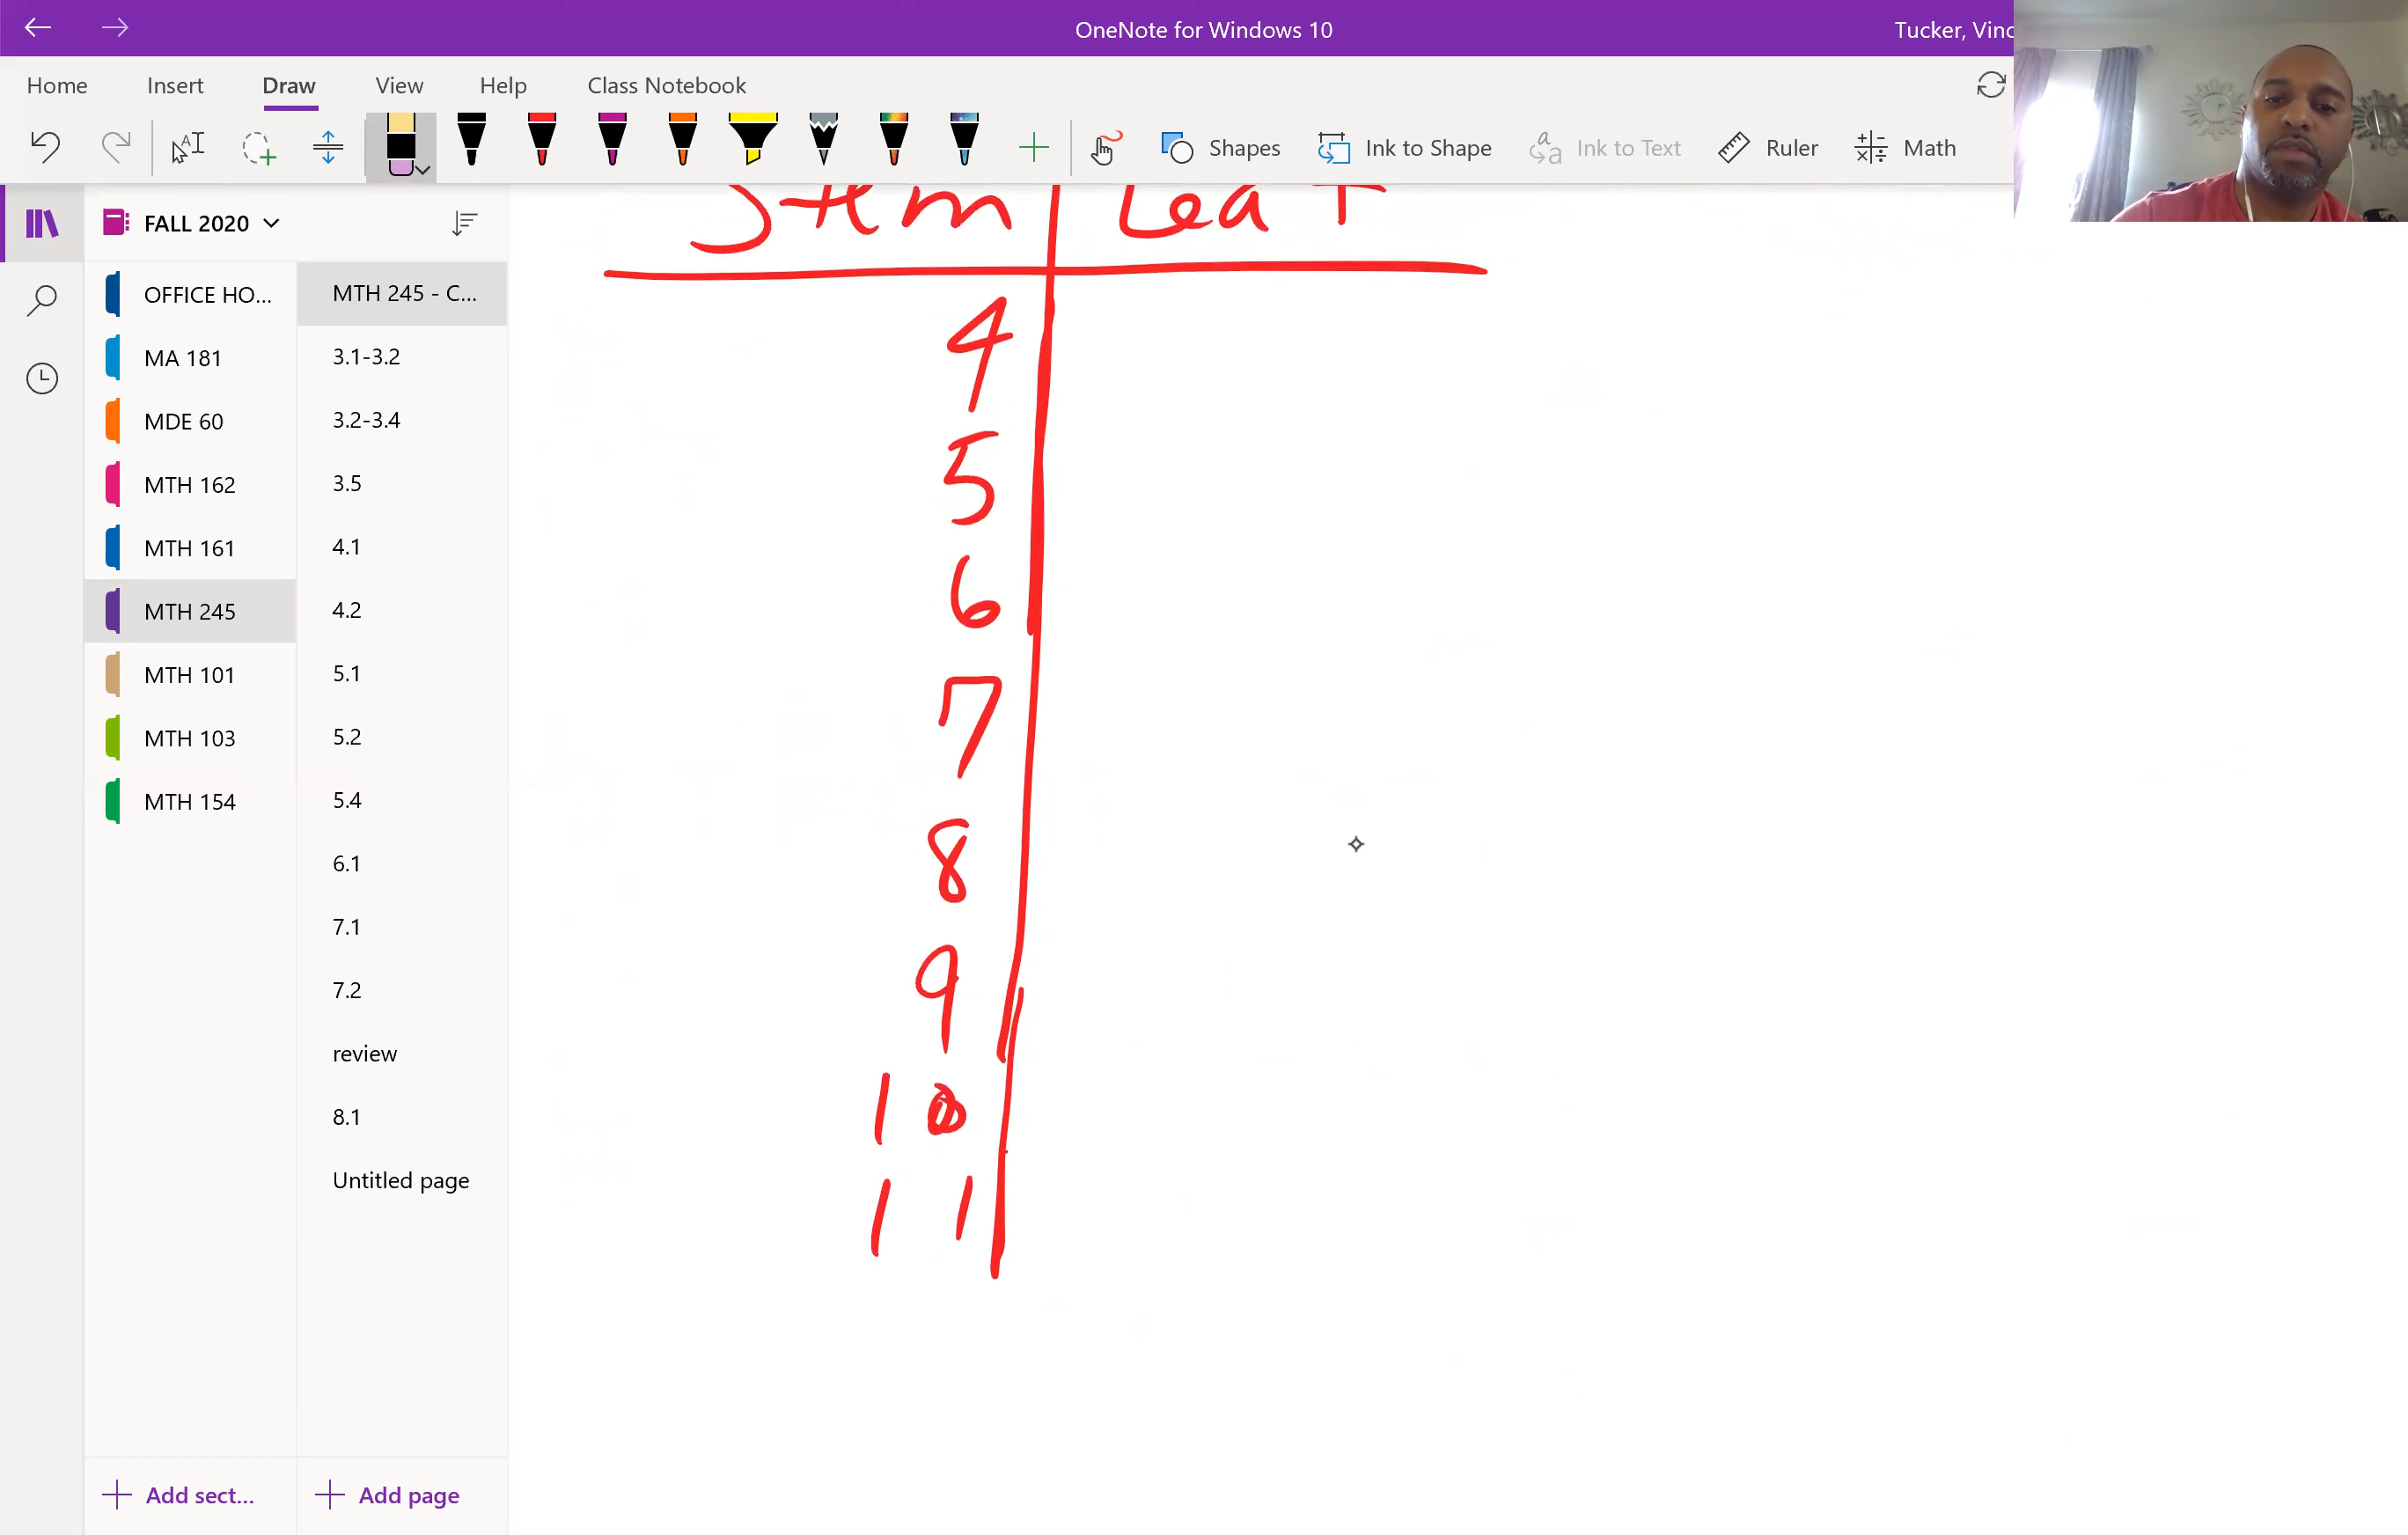 OneNote for Windows 10
Tucker, Vinc
Home Insert Draw View Help Class Notebook
Shapes Ink to Shape Ink to Text Ruler Math
FALL 2020
OFFICE HO...
MA 181
MDE 60
MTH 162
MTH 161
MTH 245
MTH 101
MTH 103
MTH 154
Add sect...
MTH 245 - C...
3.1-3.2
3.2-3.4
3.5
4.1
4.2
5.1
5.2
5.4
6.1
7.1
7.2
review
8.1
Untitled page
Add page
Stem Leaf
4
5
6
7
8
9
10
11